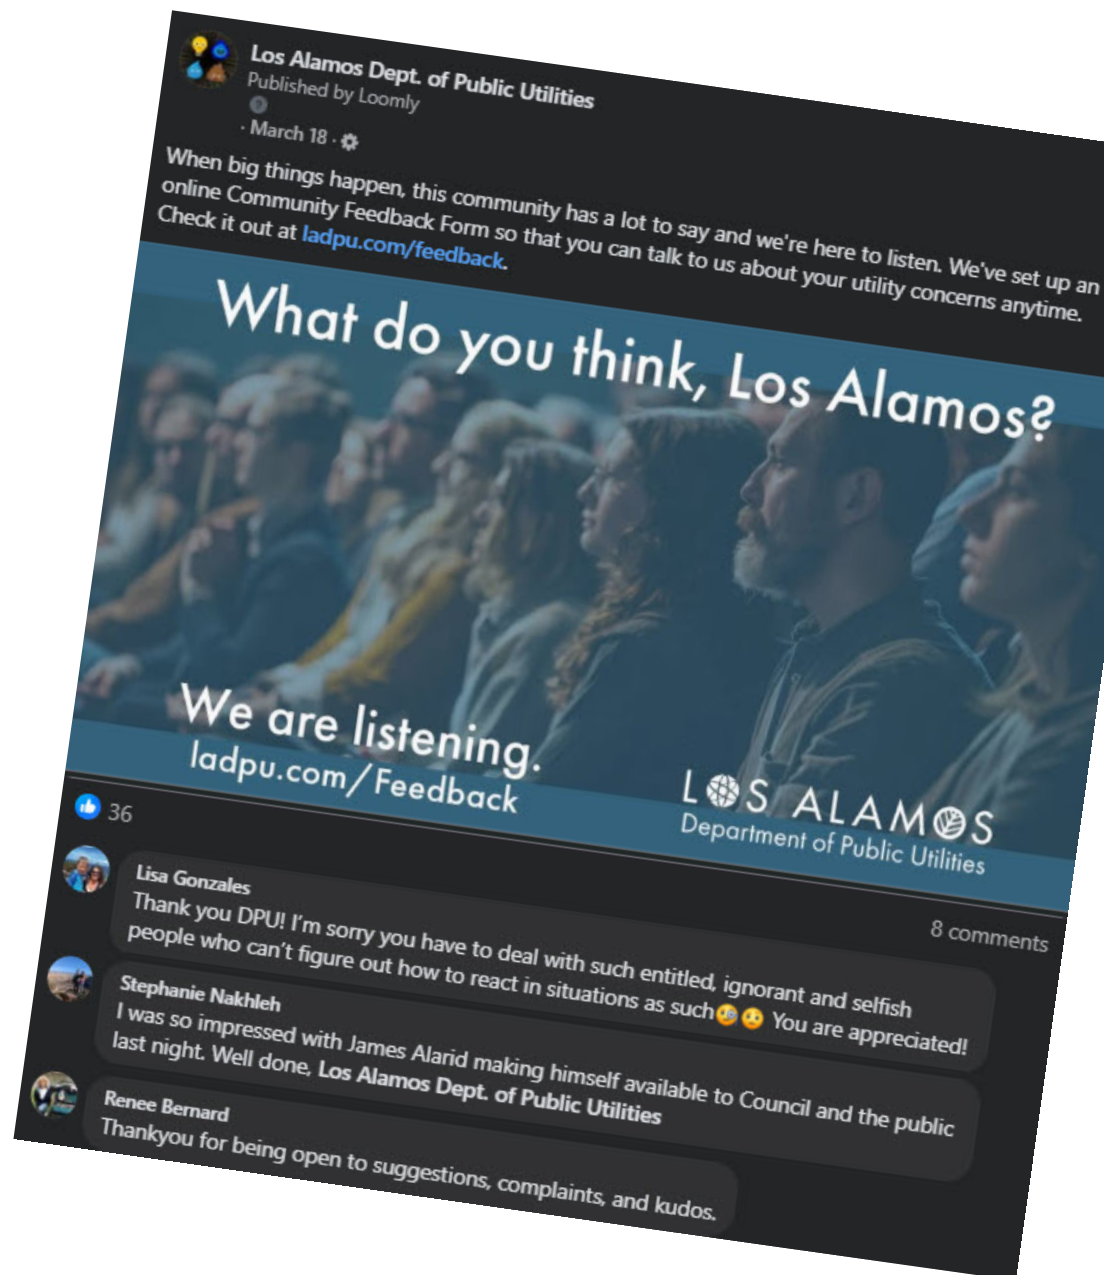 Los Alamos Dept. of Public Utilities
Published by Loomly
· March 18 ·
When big things happen, this community has a lot to say and we're here to listen. We've set up an
online Community Feedback Form so that you can talk to us about your utility concerns anytime.
Check it out at ladpu.com/feedback.
What do you think, Los Alamos?
We are listening.
ladpu.com/Feedback
LOS ALAMOS
Department of Public Utilities
36
8 comments
Lisa Gonzales
Thank you DPU! I'm sorry you have to deal with such entitled, ignorant and selfish
people who can't figure out how to react in situations as such🧐😟 You are appreciated!
Stephanie Nakhleh
I was so impressed with James Alarid making himself available to Council and the public
last night. Well done, Los Alamos Dept. of Public Utilities
Renee Bernard
Thankyou for being open to suggestions, complaints, and kudos.